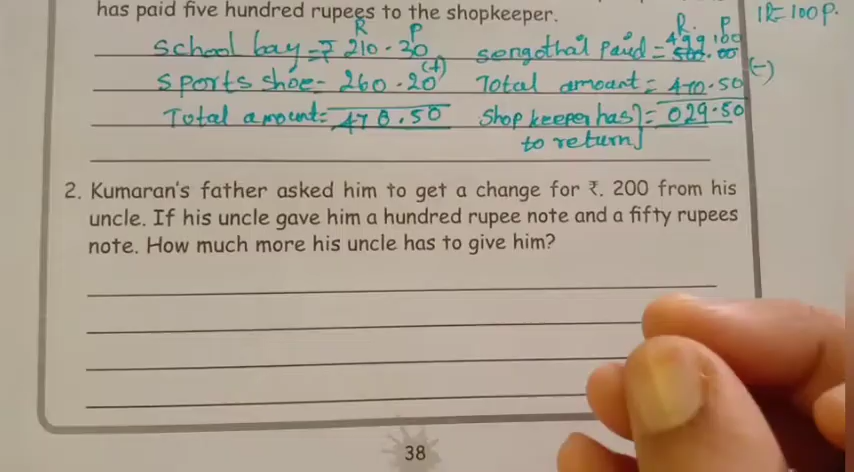 has paid five hundred rupees to the shopkeeper.
1R = 100 P.
R P
School bag = ₹ 210 . 30
Sports shoe - 260 . 20 (+)
Total amount = 470 . 50
R. P
499 100
Sengothai paid = 500 . 00
Total amount = 470 . 50 (-)
Shop keeper has to return] = 029 . 50
2. Kumaran's father asked him to get a change for ₹. 200 from his
uncle. If his uncle gave him a hundred rupee note and a fifty rupees
note. How much more his uncle has to give him?
38